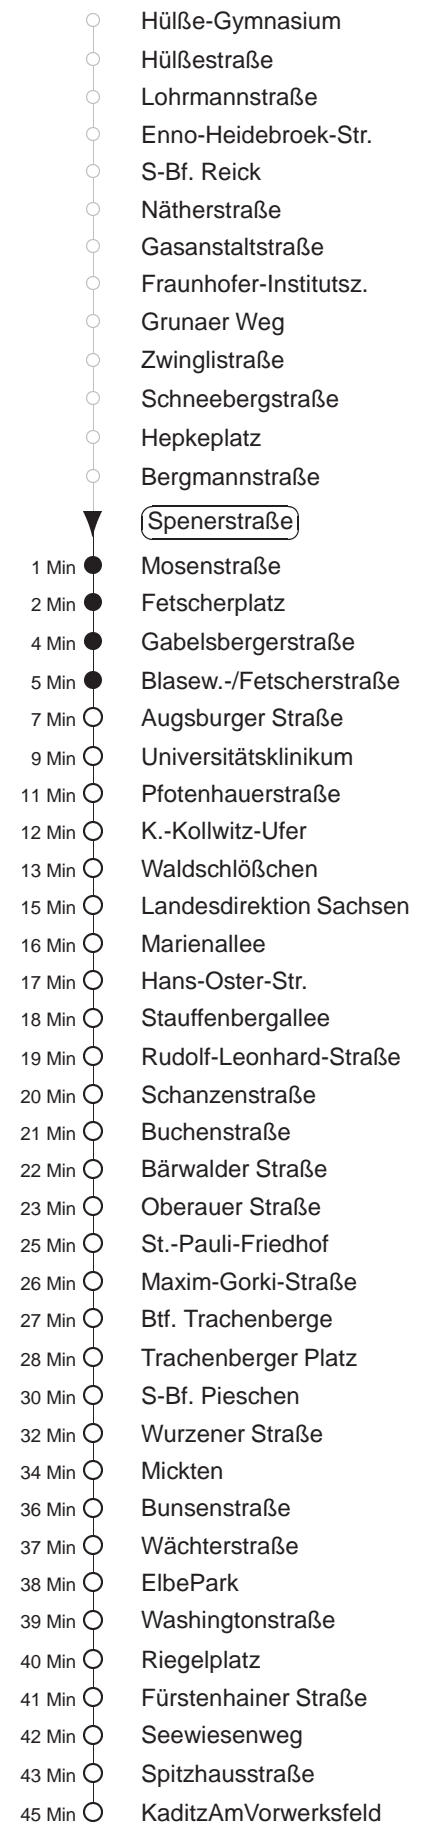 Hülße-Gymnasium
Hülßestraße
Lohrmannstraße
Enno-Heidebroek-Str.
S-Bf. Reick
Nätherstraße
Gasanstaltstraße
Fraunhofer-Institutsz.
Grunaer Weg
Zwinglistraße
Schneebergstraße
Hepkeplatz
Bergmannstraße
Spenerstraße
1 Min Mosenstraße
2 Min Fetscherplatz
4 Min Gabelsbergerstraße
5 Min Blasew.-/Fetscherstraße
7 Min Augsburger Straße
9 Min Universitätsklinikum
11 Min Pfotenhauerstraße
12 Min K.-Kollwitz-Ufer
13 Min Waldschlößchen
15 Min Landesdirektion Sachsen
16 Min Marienallee
17 Min Hans-Oster-Str.
18 Min Stauffenbergallee
19 Min Rudolf-Leonhard-Straße
20 Min Schanzenstraße
21 Min Buchenstraße
22 Min Bärwalder Straße
23 Min Oberauer Straße
25 Min St.-Pauli-Friedhof
26 Min Maxim-Gorki-Straße
27 Min Btf. Trachenberge
28 Min Trachenberger Platz
30 Min S-Bf. Pieschen
32 Min Wurzener Straße
34 Min Mickten
36 Min Bunsenstraße
37 Min Wächterstraße
38 Min ElbePark
39 Min Washingtonstraße
40 Min Riegelplatz
41 Min Fürstenhainer Straße
42 Min Seewiesenweg
43 Min Spitzhausstraße
45 Min KaditzAmVorwerksfeld